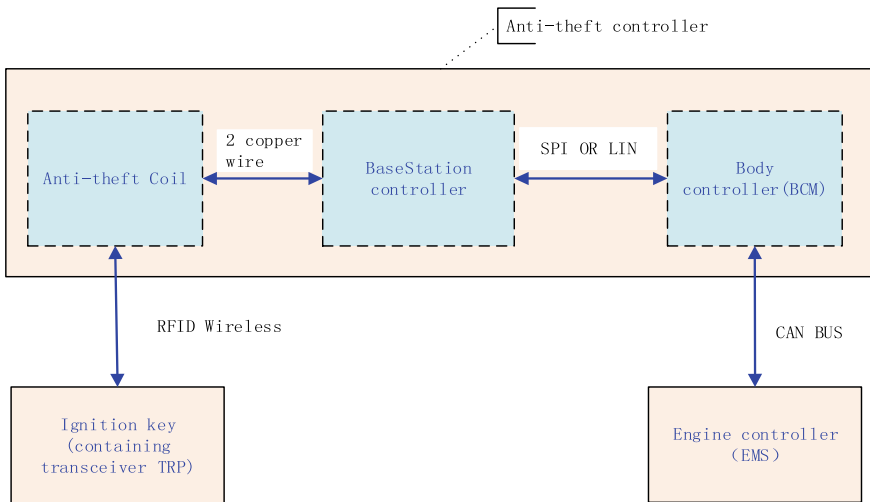 Anti-theft controller
2 copper
wire
SPI OR LIN
Anti-theft Coil
BaseStation
controller
Body
controller(BCM)
RFID Wireless
CAN BUS
Ignition key
(containing
transceiver TRP)
Engine controller
（EMS）